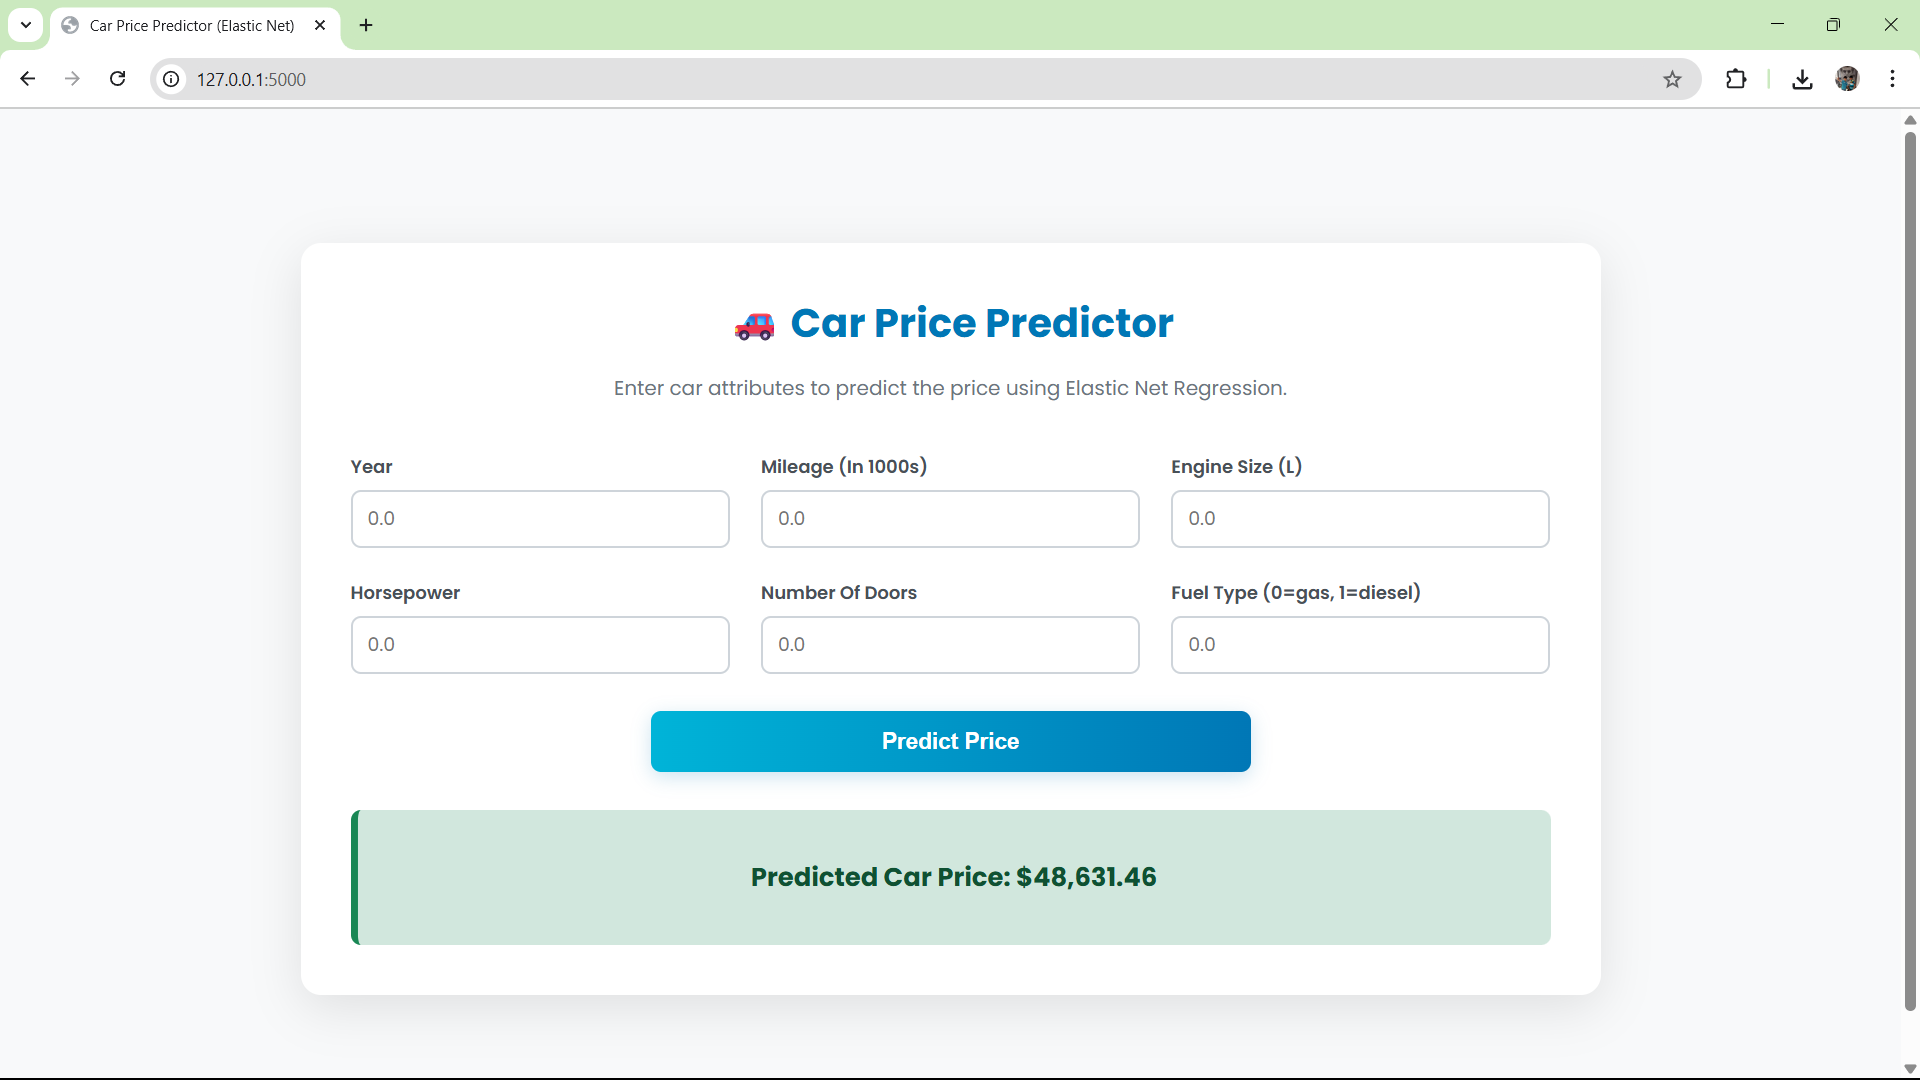 Car Price Predictor (Elastic Net)
127.0.0.1:5000
Car Price Predictor
Enter car attributes to predict the price using Elastic Net Regression.
Year
Mileage (In 1000s)
Engine Size (L)
0.0
0.0
0.0
Horsepower
Number Of Doors
Fuel Type (0=gas, 1=diesel)
0.0
0.0
0.0
Predict Price
Predicted Car Price: $48,631.46